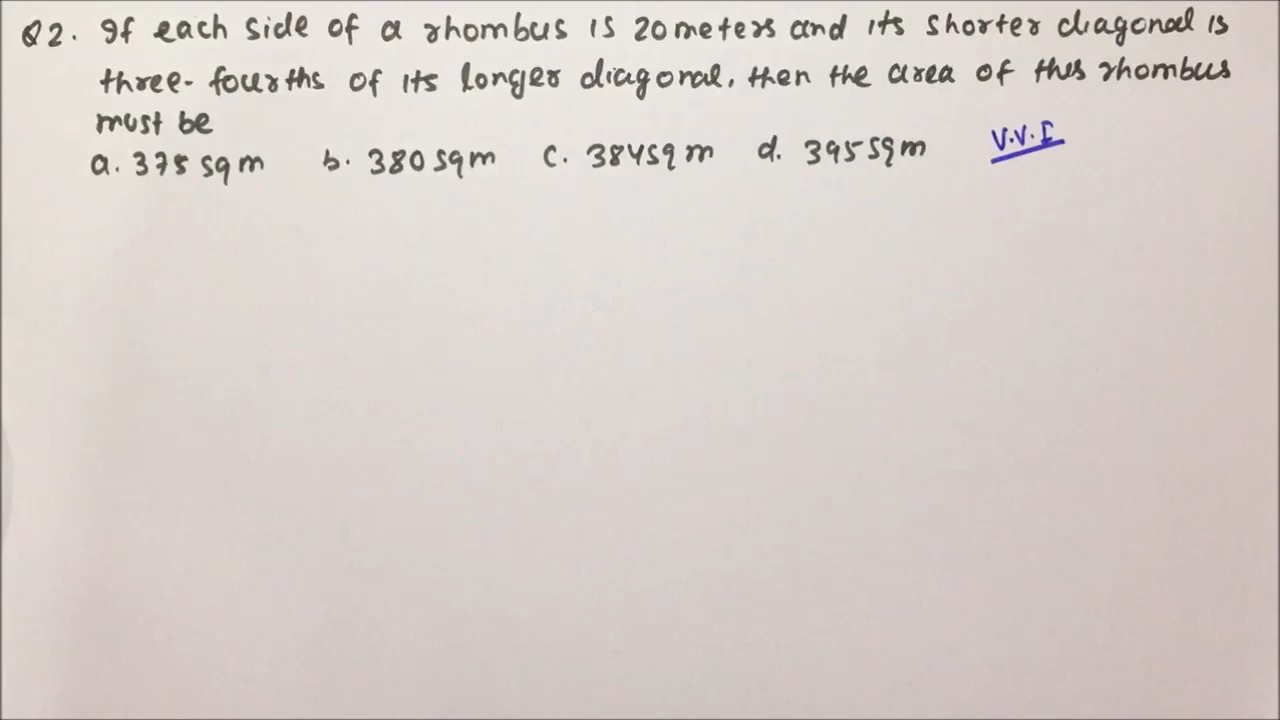 Q2. If each side of a rhombus is 20 meters and its shorter diagonal is
three-fourths of its longer diagonal, then the area of this rhombus
must be
a. 375 sq m b. 380 sq m c. 384 sq m d. 395 sq m V.V.I